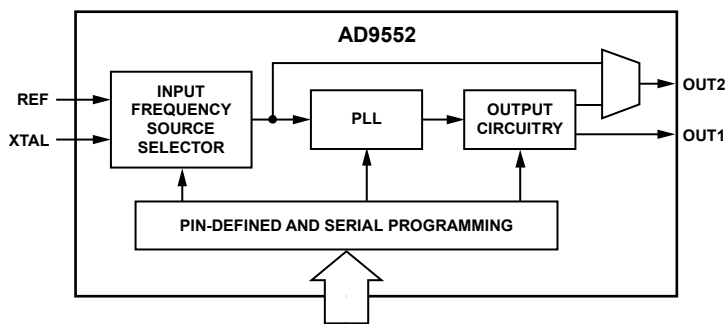 AD9552
REF
XTAL
INPUT
FREQUENCY
SOURCE
SELECTOR
PLL
OUTPUT
CIRCUITRY
OUT2
OUT1
PIN-DEFINED AND SERIAL PROGRAMMING